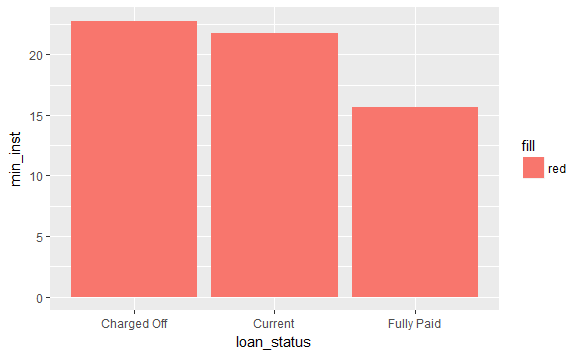 min_inst
20
15
10
5
0
Charged Off
Current
Fully Paid
loan_status
fill
red